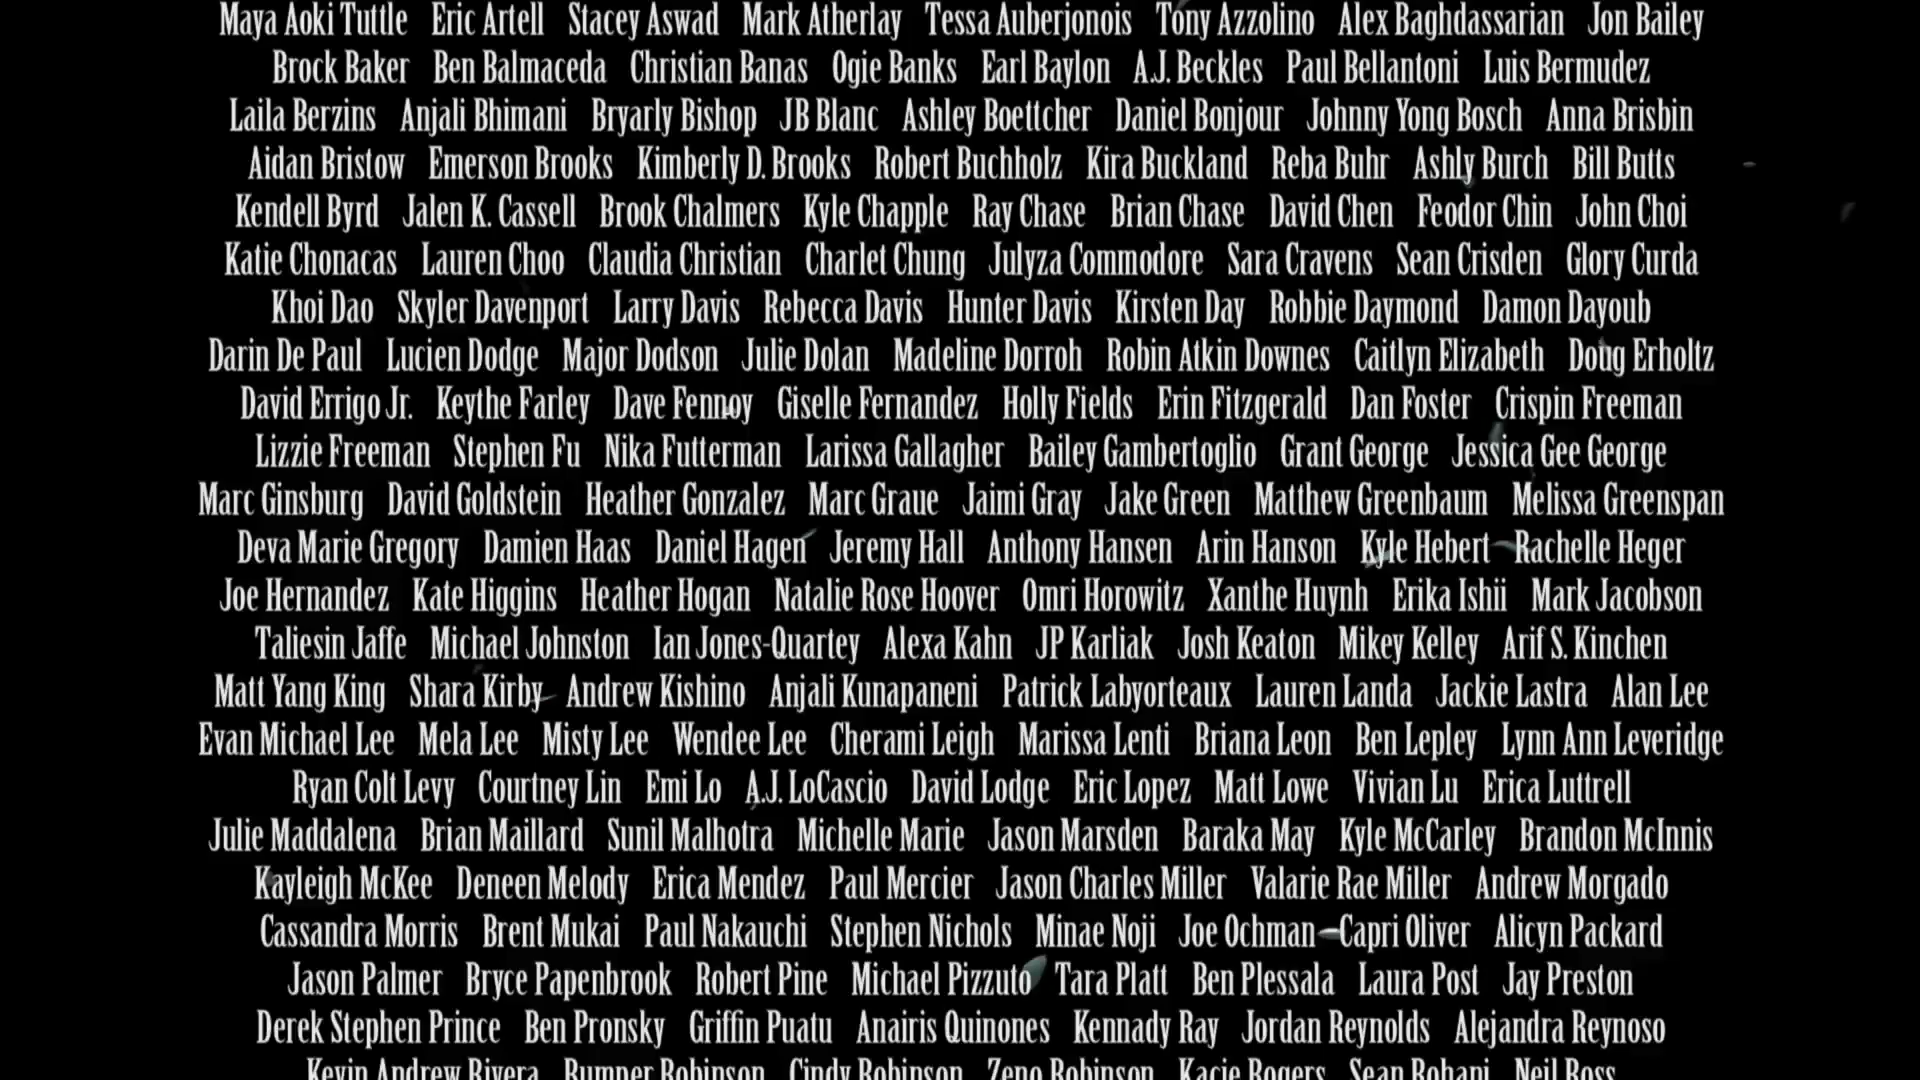 Maya Aoki Tuttle Eric Artell Stacey Aswad Mark Atherlay Tessa Auberjonois Tony Azzolino Alex Baghdassarian Jon Bailey
Brock Baker Ben Balmaceda Christian Banas Ogie Banks Earl Baylon A.J. Beckles Paul Bellantoni Luis Bermudez
Laila Berzins Anjali Bhimani Bryarly Bishop JB Blanc Ashley Boettcher Daniel Bonjour Johnny Yong Bosch Anna Brisbin
Aidan Bristow Emerson Brooks Kimberly D. Brooks Robert Buchholz Kira Buckland Reba Buhr Ashly Burch Bill Butts
Kendell Byrd Jalen K. Cassell Brook Chalmers Kyle Chapple Ray Chase Brian Chase David Chen Feodor Chin John Choi
Katie Chonacas Lauren Choo Claudia Christian Charlet Chung Julyza Commodore Sara Cravens Sean Crisden Glory Curda
Khoi Dao Skyler Davenport Larry Davis Rebecca Davis Hunter Davis Kirsten Day Robbie Daymond Damon Dayoub
Darin De Paul Lucien Dodge Major Dodson Julie Dolan Madeline Dorroh Robin Atkin Downes Caitlyn Elizabeth Doug Erholtz
David Errigo Jr. Keythe Farley Dave Fennoy Giselle Fernandez Holly Fields Erin Fitzgerald Dan Foster Crispin Freeman
Lizzie Freeman Stephen Fu Nika Futterman Larissa Gallagher Bailey Gambertoglio Grant George Jessica Gee George
Marc Ginsburg David Goldstein Heather Gonzalez Marc Graue Jaimi Gray Jake Green Matthew Greenbaum Melissa Greenspan
Deva Marie Gregory Damien Haas Daniel Hagen Jeremy Hall Anthony Hansen Arin Hanson Kyle Hebert Rachelle Heger
Joe Hernandez Kate Higgins Heather Hogan Natalie Rose Hoover Omri Horowitz Xanthe Huynh Erika Ishii Mark Jacobson
Taliesin Jaffe Michael Johnston Ian Jones-Quartey Alexa Kahn JP Karliak Josh Keaton Mikey Kelley Arif S. Kinchen
Matt Yang King Shara Kirby Andrew Kishino Anjali Kunapaneni Patrick Labyorteaux Lauren Landa Jackie Lastra Alan Lee
Evan Michael Lee Mela Lee Misty Lee Wendee Lee Cherami Leigh Marissa Lenti Briana Leon Ben Lepley Lynn Ann Leveridge
Ryan Colt Levy Courtney Lin Emi Lo A.J. LoCascio David Lodge Eric Lopez Matt Lowe Vivian Lu Erica Luttrell
Julie Maddalena Brian Maillard Sunil Malhotra Michelle Marie Jason Marsden Baraka May Kyle McCarley Brandon McInnis
Kayleigh McKee Deneen Melody Erica Mendez Paul Mercier Jason Charles Miller Valarie Rae Miller Andrew Morgado
Cassandra Morris Brent Mukai Paul Nakauchi Stephen Nichols Minae Noji Joe Ochman Capri Oliver Alicyn Packard
Jason Palmer Bryce Papenbrook Robert Pine Michael Pizzuto Tara Platt Ben Plessala Laura Post Jay Preston
Derek Stephen Prince Ben Pronsky Griffin Puatu Anairis Quinones Kennady Ray Jordan Reynolds Alejandra Reynoso
Kevin Andrew Rivera Bumper Robinson Cindy Robinson Zeno Robinson Kacie Rogers Sean Rohani Neil Ross